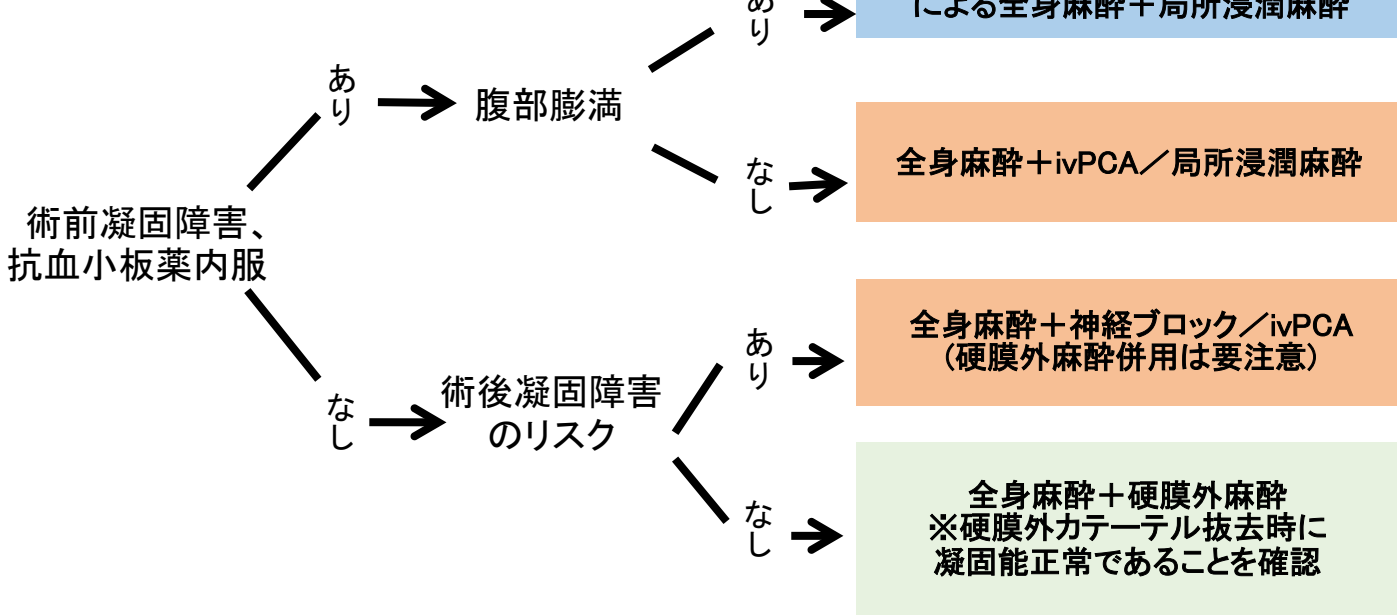 あり
による全身麻酔＋局所浸潤麻酔
あり
腹部膨満
なし
全身麻酔＋ivPCA／局所浸潤麻酔
術前凝固障害、
抗血小板薬内服
あり
全身麻酔＋神経ブロック／ivPCA
（硬膜外麻酔併用は要注意）
なし
術後凝固障害
のリスク
なし
全身麻酔＋硬膜外麻酔
※硬膜外カテーテル抜去時に
凝固能正常であることを確認